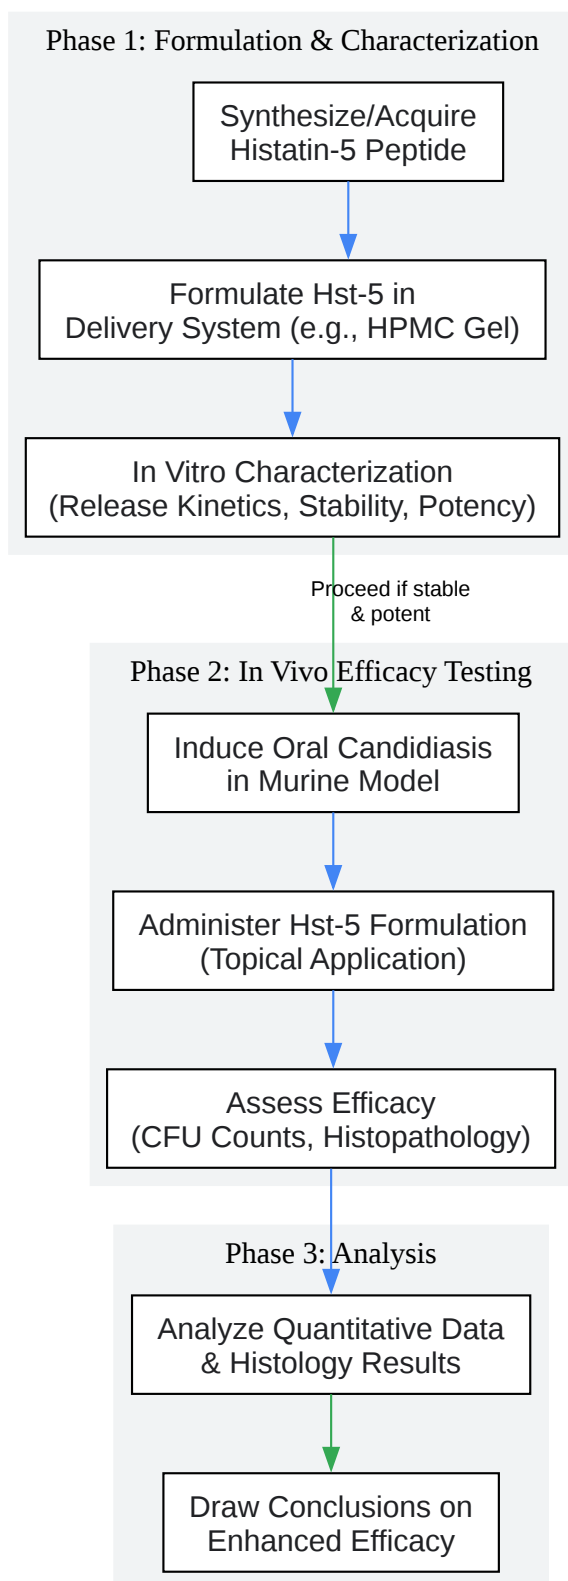 Phase 1: Formulation & Characterization
Synthesize/Acquire
Histatin-5 Peptide
Formulate Hst-5 in
Delivery System (e.g., HPMC Gel)
In Vitro Characterization
(Release Kinetics, Stability, Potency)
Proceed if stable
& potent
Phase 2: In Vivo Efficacy Testing
Induce Oral Candidiasis
in Murine Model
Administer Hst-5 Formulation
(Topical Application)
Assess Efficacy
(CFU Counts, Histopathology)
Phase 3: Analysis
Analyze Quantitative Data
& Histology Results
Draw Conclusions on
Enhanced Efficacy